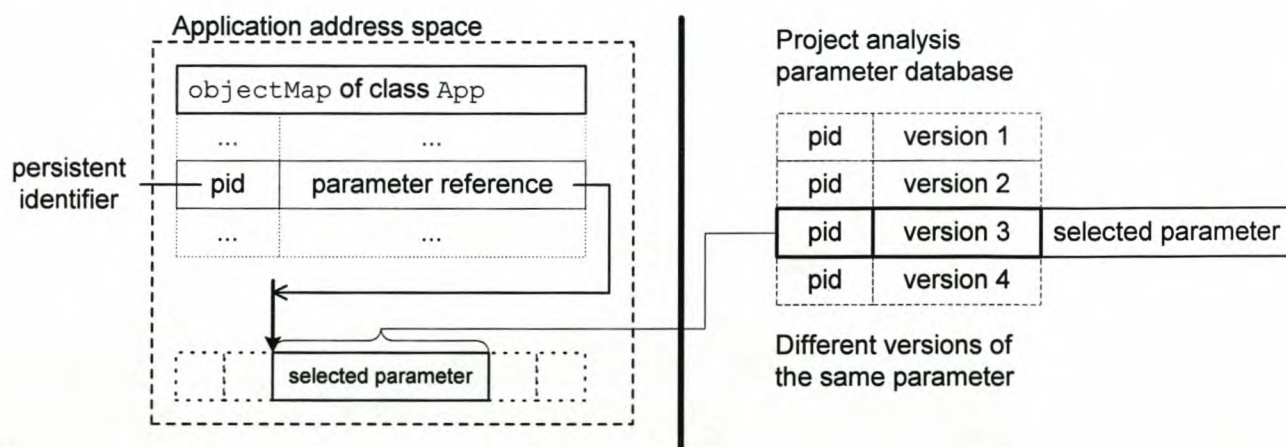 Application address space
objectMap of class App
... ...
persistent
identifier
pid parameter reference
... ...
selected parameter
Project analysis
parameter database
pid version 1
pid version 2
pid version 3 selected parameter
pid version 4
Different versions of
the same parameter